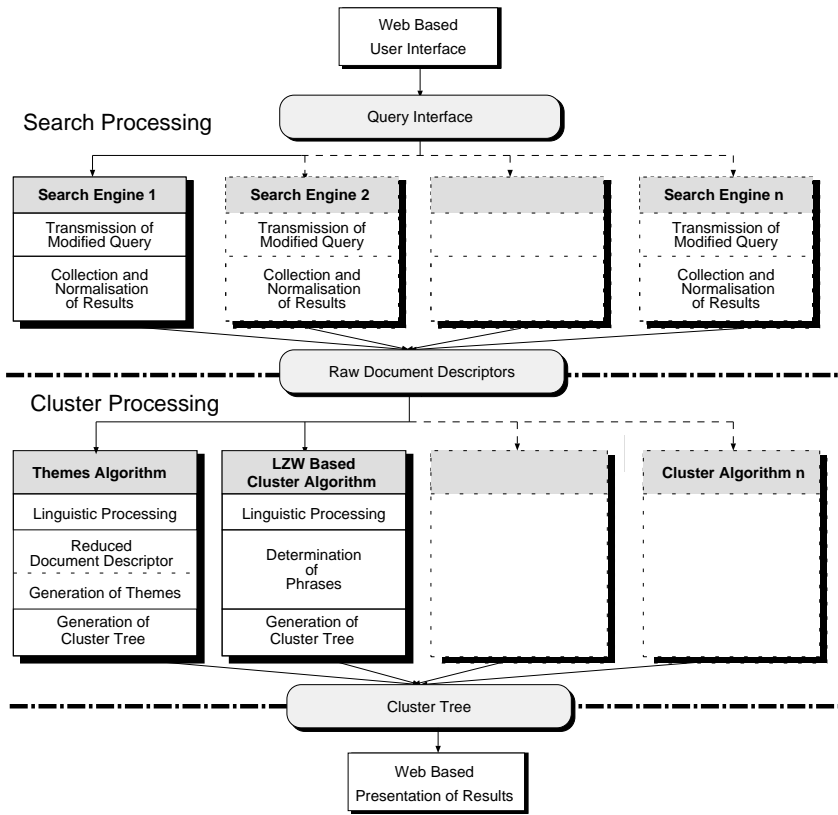 Web Based
User Interface
Query Interface
Search Processing
Search Engine 1
Transmission of
Modified Query
Collection and
Normalisation
of Results
Search Engine 2
Transmission of
Modified Query
Collection and
Normalisation
of Results
Search Engine n
Transmission of
Modified Query
Collection and
Normalisation
of Results
Raw Document Descriptors
Cluster Processing
Themes Algorithm
Linguistic Processing
Reduced
Document Descriptor
Generation of Themes
Generation of
Cluster Tree
LZW Based
Cluster Algorithm
Linguistic Processing
Determination
of
Phrases
Generation of
Cluster Tree
Cluster Algorithm n
Cluster Tree
Web Based
Presentation of Results